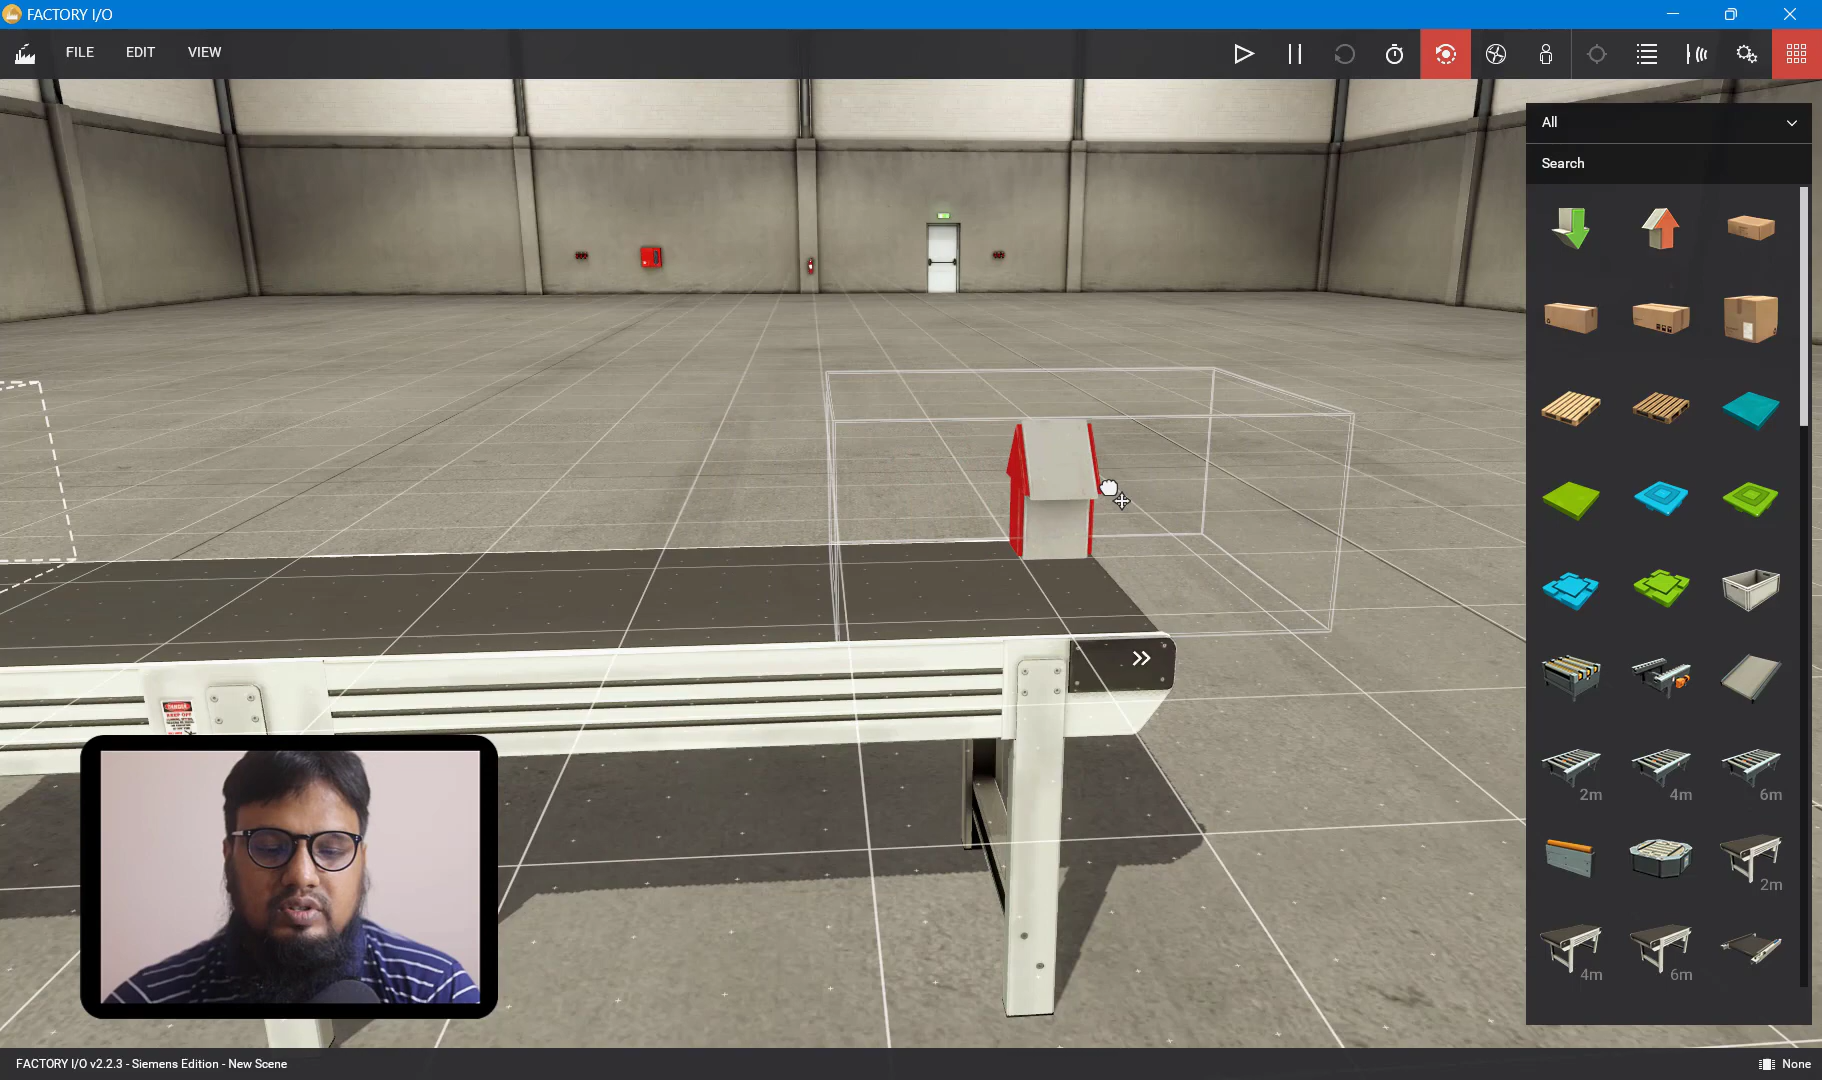 FACTORY I/O
FILE
EDIT
VIEW
All
Search
2m
4m
6m
2m
4m
6m
DANGER
KEEP OFF
FACTORY I/O v2.2.3 - Siemens Edition - New Scene
None